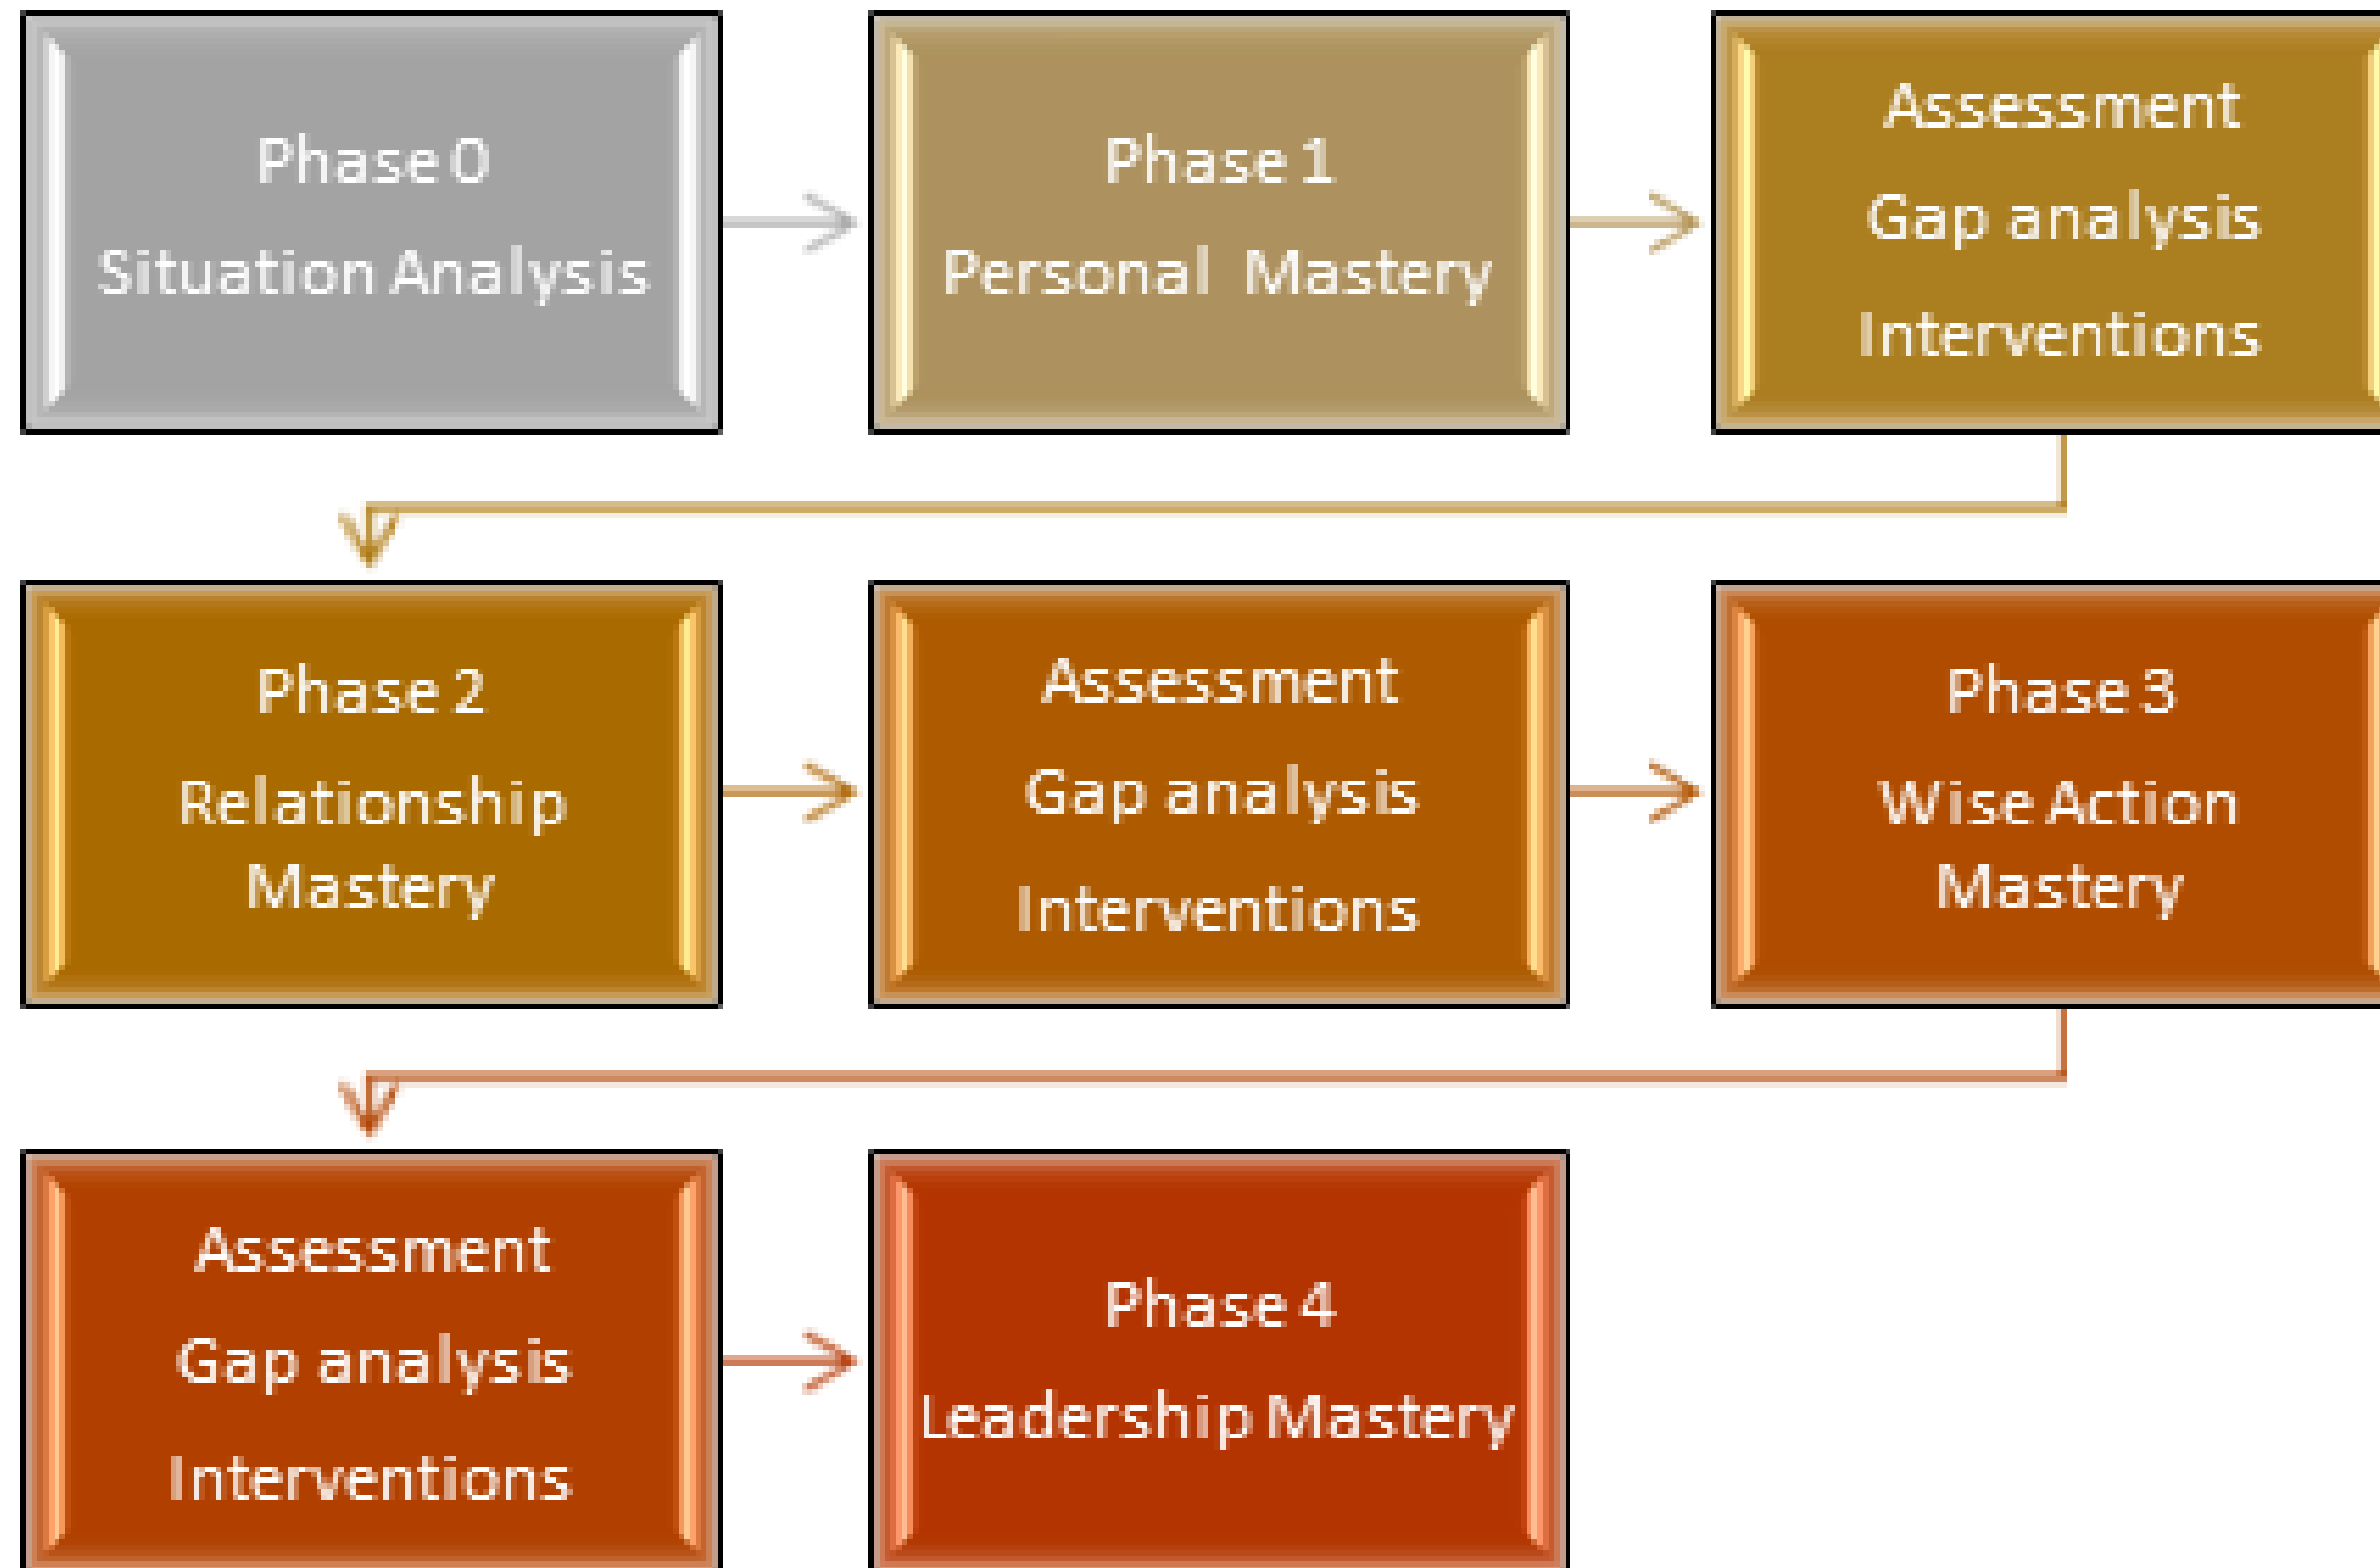 Phase 0
Situation Analysis
Phase 1
Personal  Mastery
Assessment
Gap analysis
Interventions
Phase 2
Relationship
Mastery
Assessment
Gap analysis
Interventions
Phase 3
Wise Action
Mastery
Assessment
Gap analysis
Interventions
Phase 4
Leadership Mastery